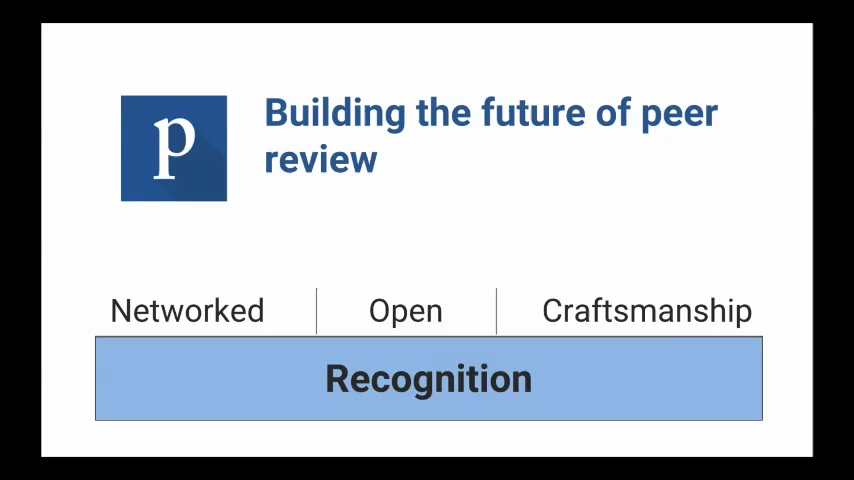 p
Building the future of peer
review
Networked
Open
Craftsmanship
Recognition